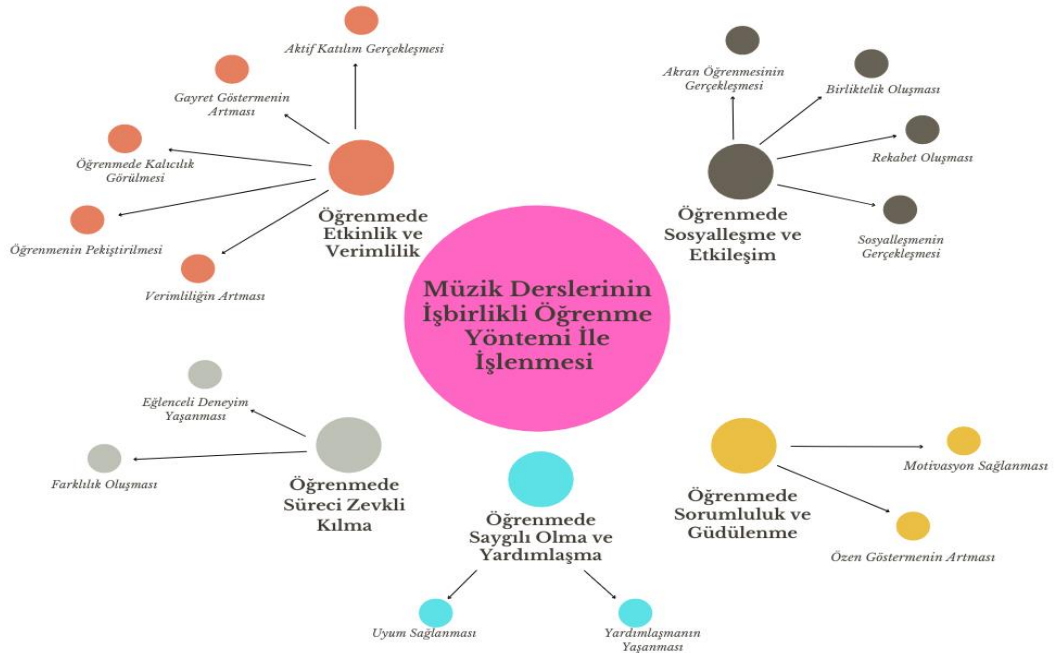 Aktif Katılım Gerçekleşmesi
Gayret Göstermenin
Artması
Öğrenmede Kalıcılık
Görülmesi
Öğrenmenin Pekiştirilmesi
Verimliliğin Artması
Öğrenmede
Etkinlik ve
Verimlilik
Akran Öğrenmesinin
Gerçekleşmesi
Birliktelik Oluşması
Rekabet Oluşması
Sosyalleşmenin
Gerçekleşmesi
Öğrenmede
Sosyalleşme ve
Etkileşim
Müzik Derslerinin
İşbirlikli Öğrenme
Yöntemi İle
İşlenmesi
Eğlenceli Deneyim
Yaşanması
Farklılık Oluşması
Öğrenmede
Süreci Zevkli
Kılma
Öğrenmede
Saygılı Olma ve
Yardımlaşma
Uyum Sağlanması
Yardımlaşmanın
Yaşanması
Öğrenmede
Sorumluluk ve
Güdülenme
Motivasyon Sağlanması
Özen Göstermenin Artması